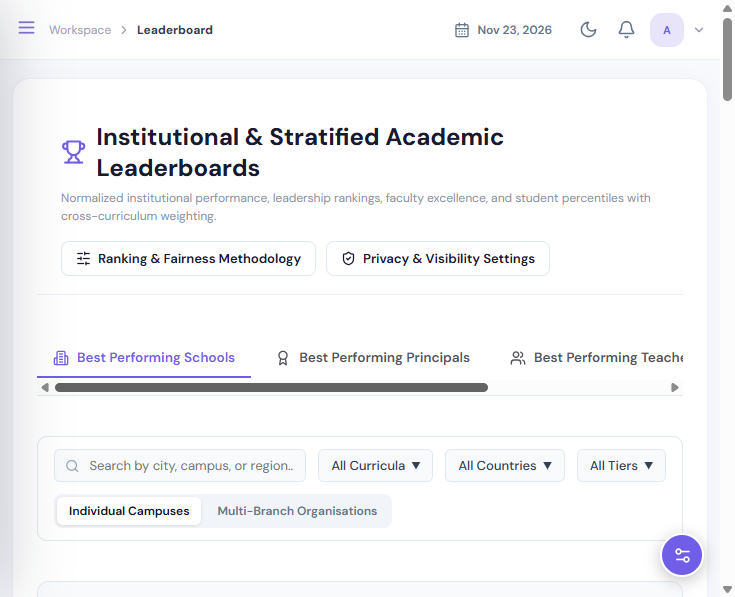 Workspace > Leaderboard
Nov 23, 2026
A
Institutional & Stratified Academic
Leaderboards
Normalized institutional performance, leadership rankings, faculty excellence, and student percentiles with
cross-curriculum weighting.
Ranking & Fairness Methodology
Privacy & Visibility Settings
Best Performing Schools
Best Performing Principals
Best Performing Teache
Search by city, campus, or region..
All Curricula ▼
All Countries ▼
All Tiers ▼
Individual Campuses
Multi-Branch Organisations